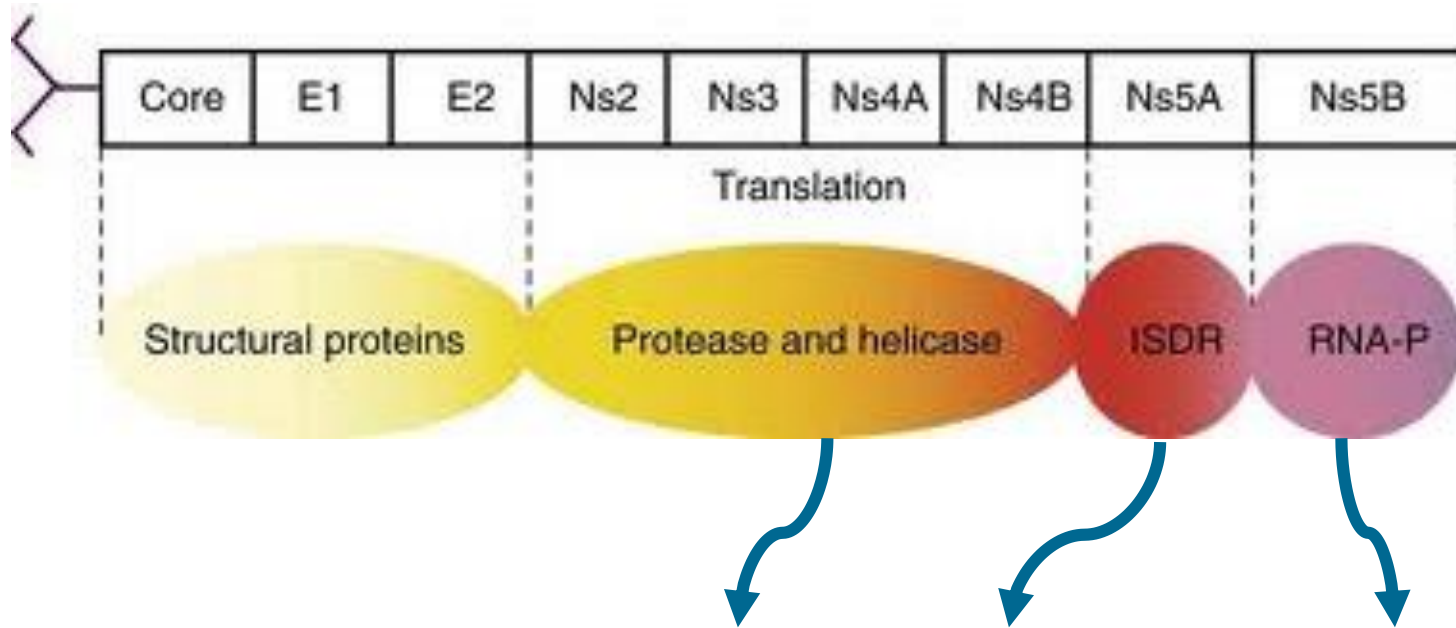 Core E1 E2 Ns2 Ns3 Ns4A Ns4B Ns5A Ns5B
Translation
Structural proteins Protease and helicase ISDR RNA-P